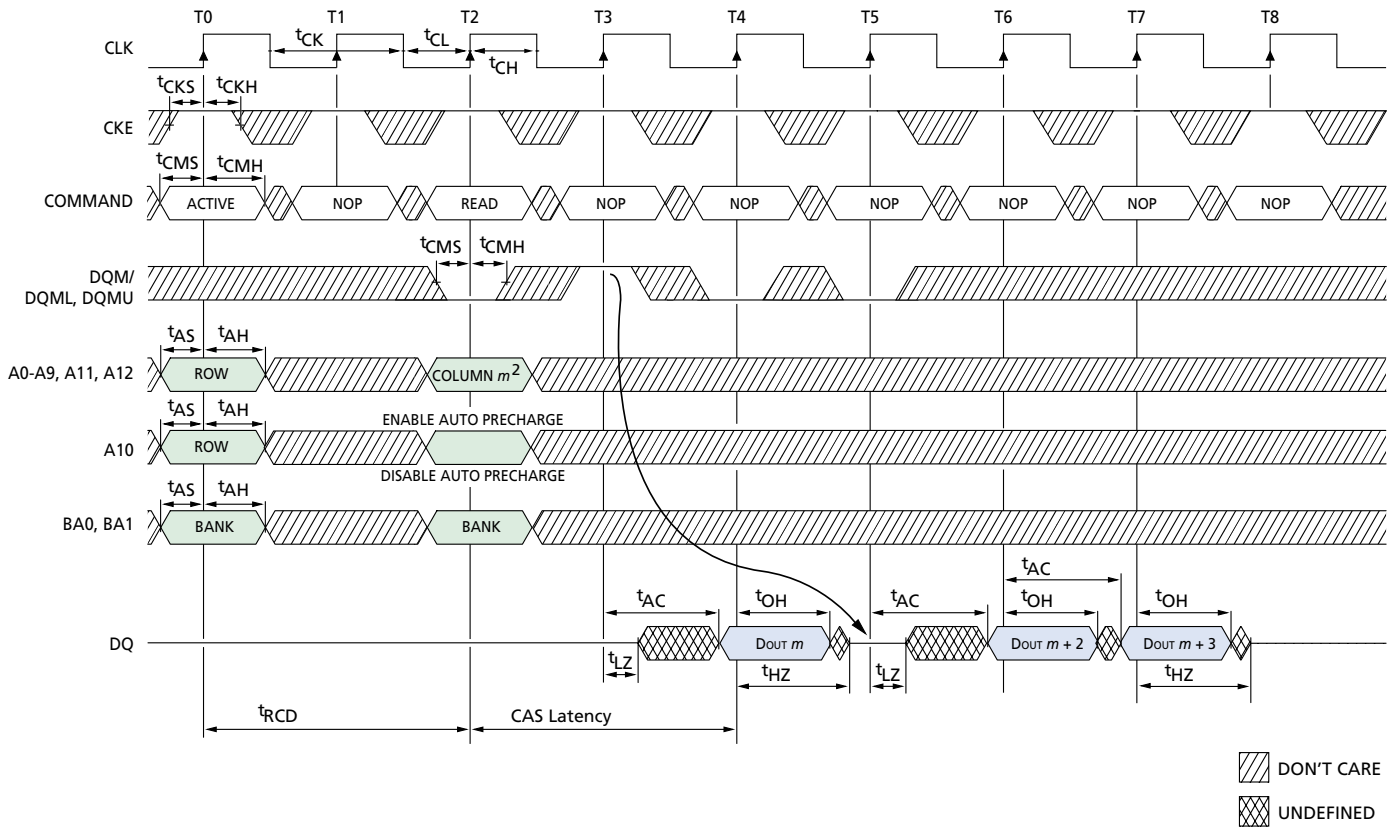 T0 T1 T2 T3 T4 T5 T6 T7 T8
CLK
tCK tCL
tCH
tCKS tCKH
CKE
tCMS tCMH
COMMAND ACTIVE NOP READ NOP NOP NOP NOP NOP NOP
tCMS tCMH
DQM/
DQML, DQMU
tAS tAH
A0-A9, A11, A12 ROW COLUMN m2
tAS tAH
ENABLE AUTO PRECHARGE
A10 ROW
DISABLE AUTO PRECHARGE
tAS tAH
BA0, BA1 BANK BANK
tAC
tAC tOH tAC tOH tOH
DQ DOUT m DOUT m + 2 DOUT m + 3
tLZ tHZ tLZ tHZ
tRCD CAS Latency
DON'T CARE
UNDEFINED